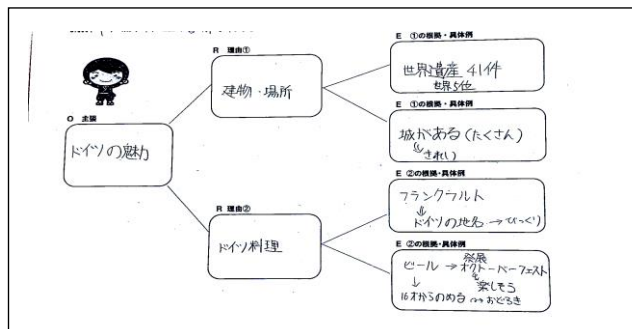 R 理由①
E ①の根拠・具体例
世界遺産 41件
世界5位
建物・場所
E ①の根拠・具体例
城がある(たくさん)
⇓きれい
O 主張
ドイツの魅力
E ②の根拠・具体例
フランクフルト
⇓
ドイツの地名→びっくり
R 理由②
ドイツ料理
E ②の根拠・具体例
発展
ビール→オクトーバーフェスト
↓
楽しそう
16才からのめる
おどろき